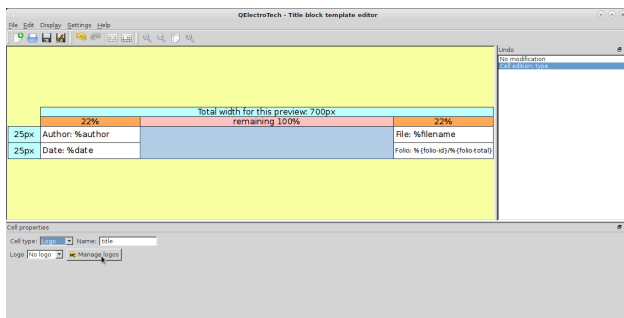 QElectroTech - Title block template editor
File Edit Display Settings Help
Undo
No modification
Cell edition: type
Total width for this preview: 700px
22% remaining 100% 22%
25px Author: %author File: %filename
25px Date: %date Folio: %{folio-id}/%{folio-total}
Cell properties
Cell type: Logo Name: title
Logo No logo Manage logos